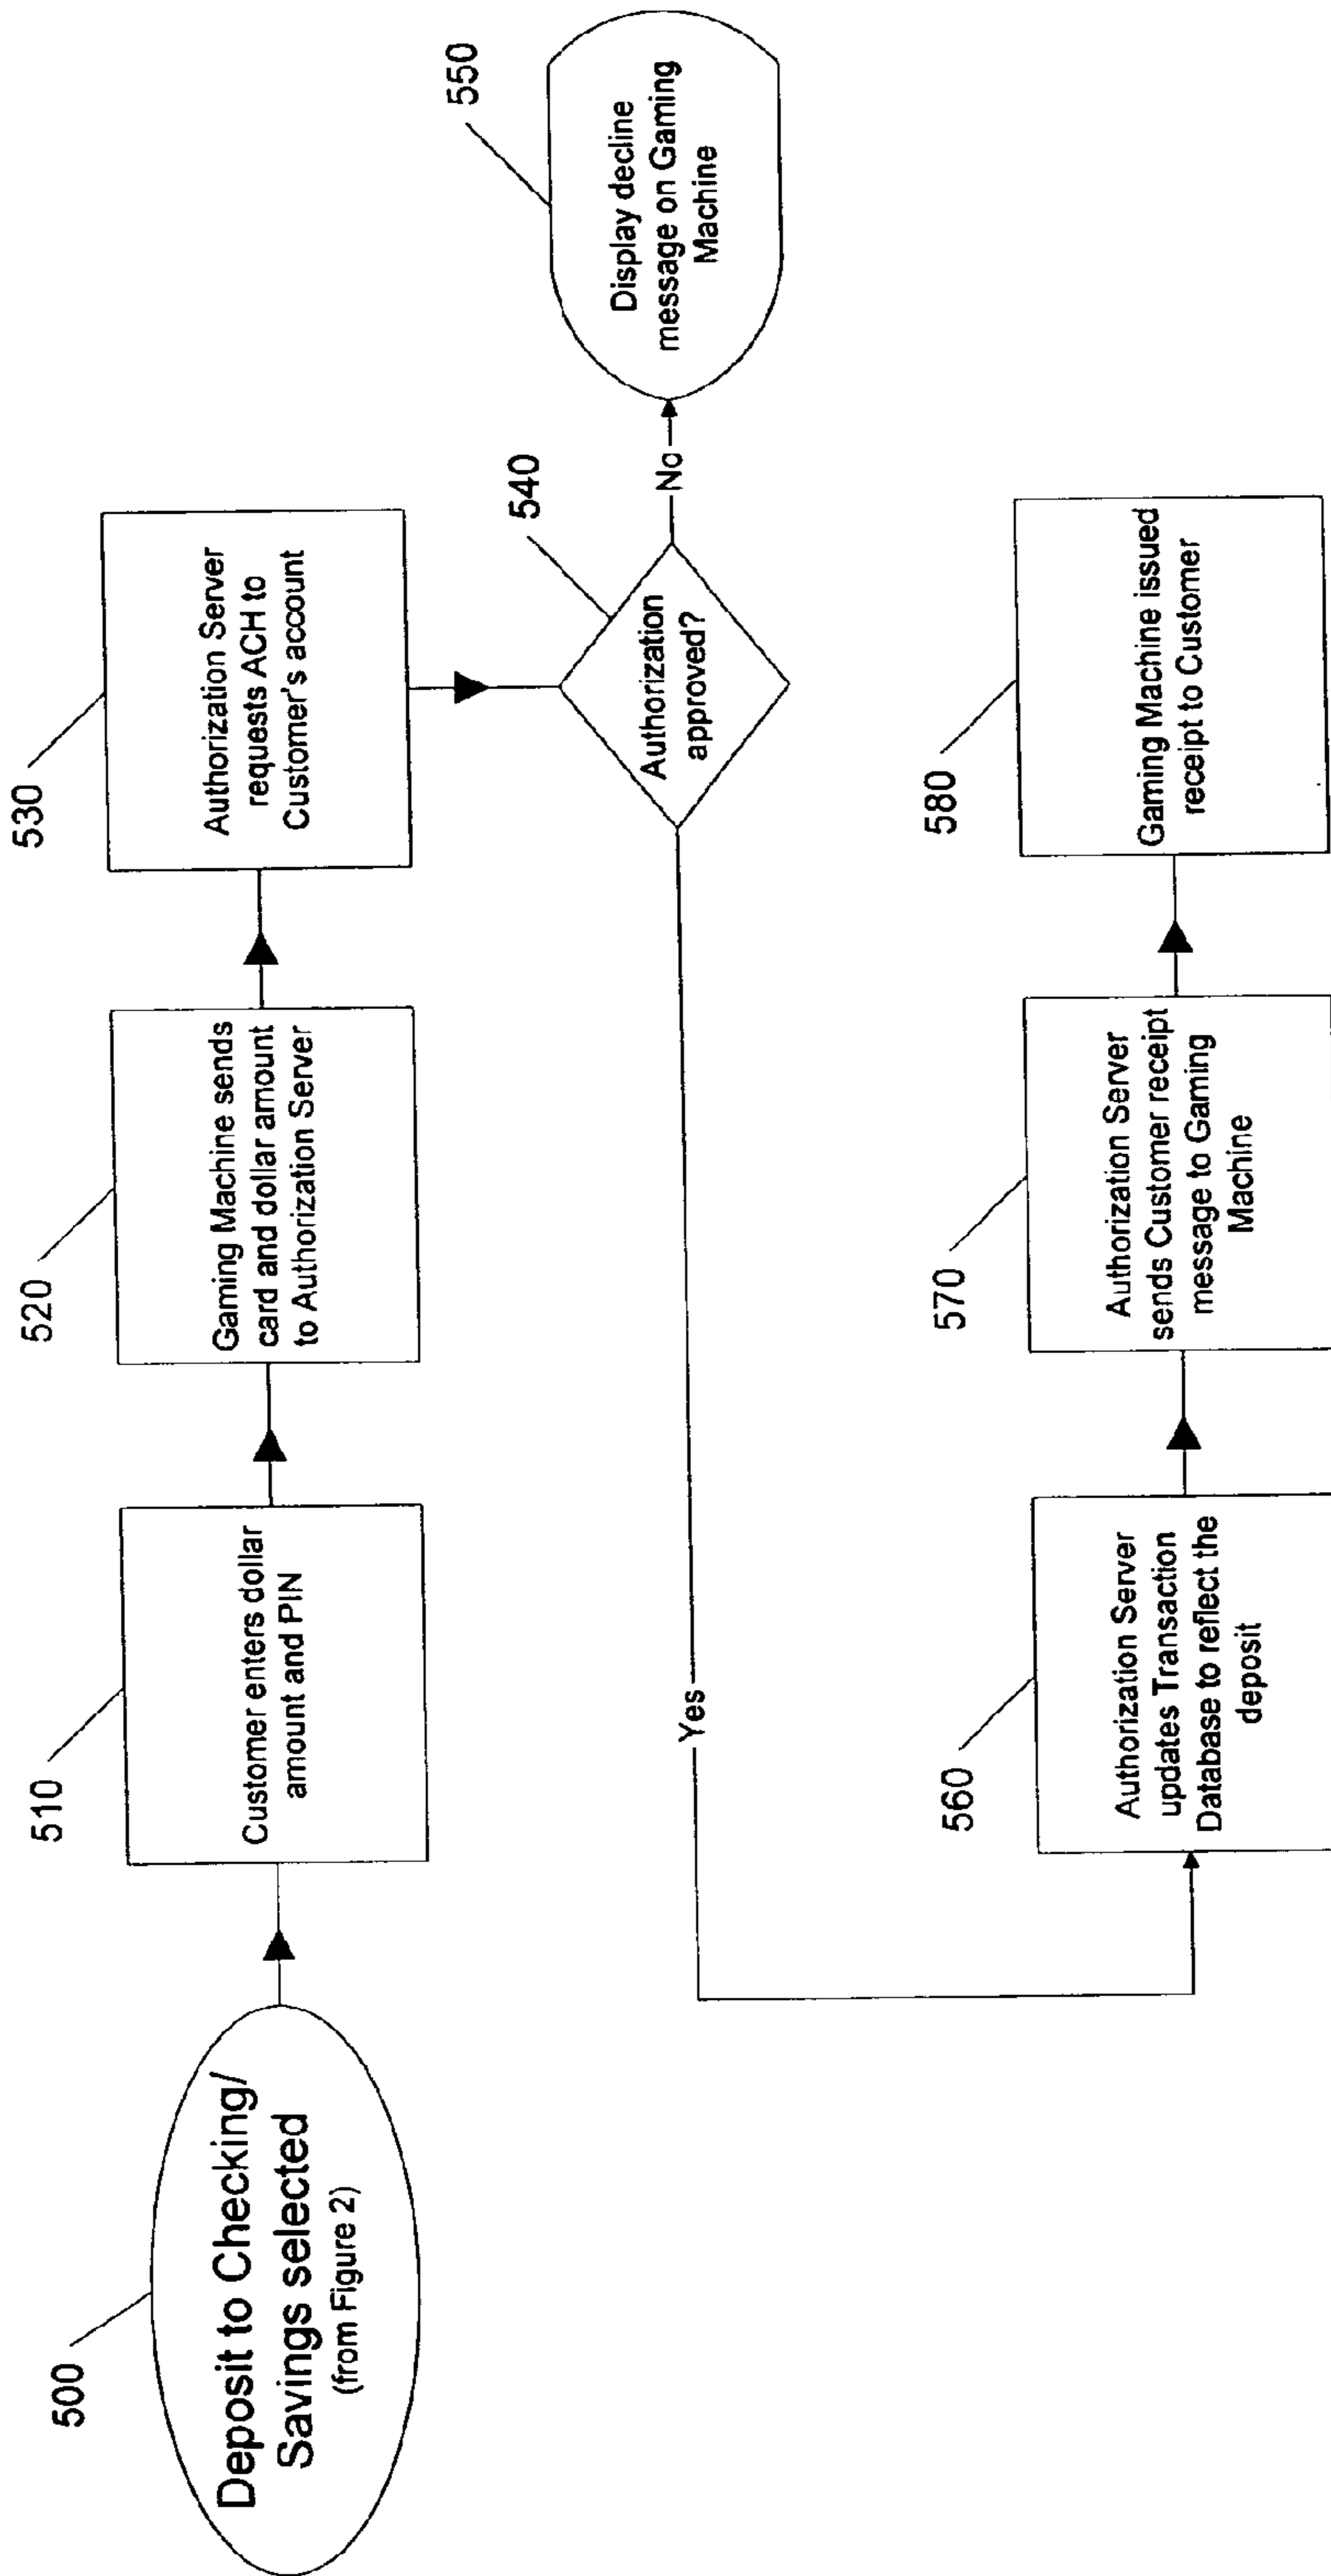 500
Deposit to Checking/
Savings selected
(from Figure 2)
510
Customer enters dollar
amount and PIN
520
Gaming Machine sends
card and dollar amount
to Authorization Server
530
Authorization Server
requests ACH to
Customer's account
540
Authorization
approved?
No
550
Display decline
message on Gaming
Machine
Yes
560
Authorization Server
updates Transaction
Database to reflect the
deposit
570
Authorization Server
sends Customer receipt
message to Gaming
Machine
580
Gaming Machine issued
receipt to Customer